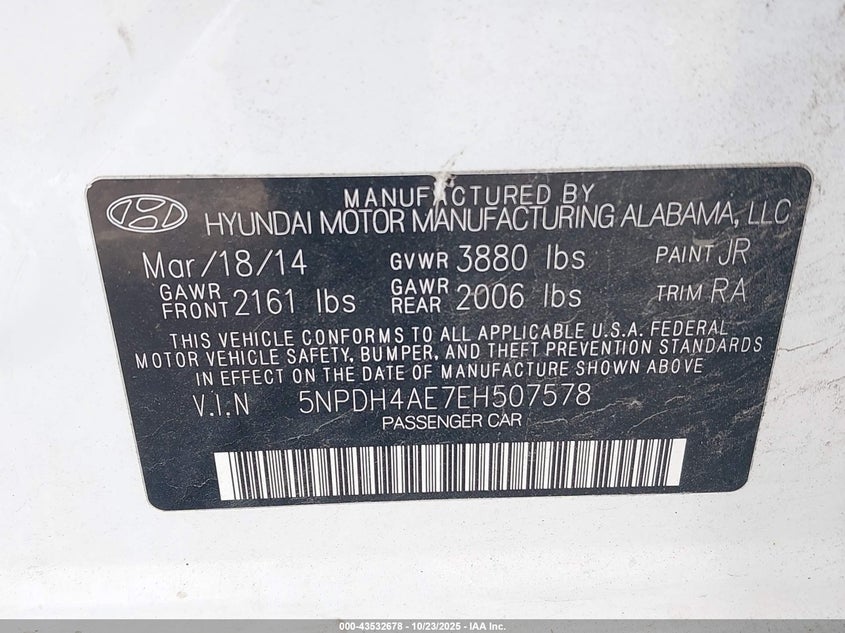 MANUFACTURED BY
HYUNDAI MOTOR MANUFACTURING ALABAMA, LLC
Mar/18/14 GVWR 3880 lbs PAINT JR
GAWR FRONT 2161 lbs GAWR REAR 2006 lbs TRIM RA
THIS VEHICLE CONFORMS TO ALL APPLICABLE U.S.A. FEDERAL
MOTOR VEHICLE SAFETY, BUMPER, AND THEFT PREVENTION STANDARDS
IN EFFECT ON THE DATE OF MANUFACTURE SHOWN ABOVE
V.I.N 5NPDH4AE7EH507578
PASSENGER CAR
000-43532678 - 10/23/2025 - IAA Inc.